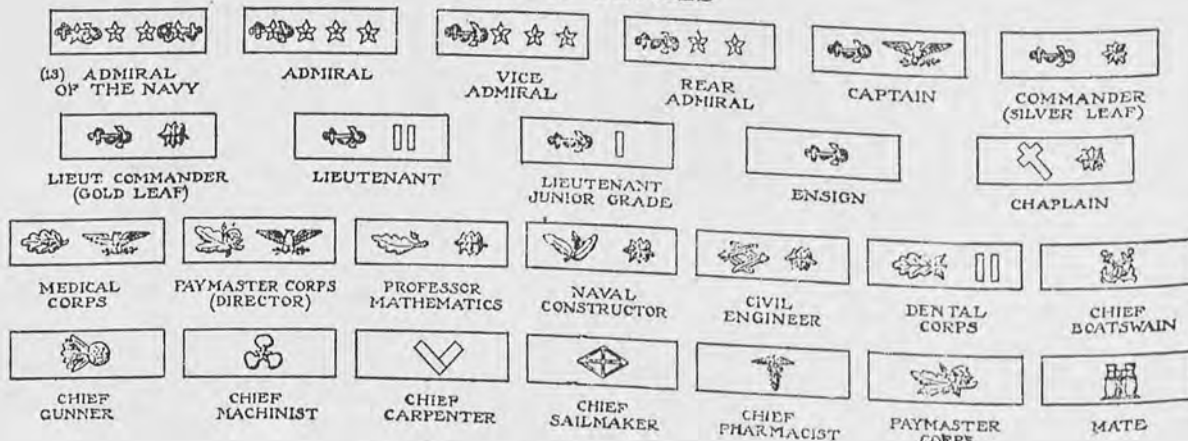 (13) ADMIRAL
OF THE NAVY
ADMIRAL
VICE
ADMIRAL
REAR
ADMIRAL
CAPTAIN
COMMANDER
(SILVER LEAF)
LIEUT. COMMANDER
(GOLD LEAF)
LIEUTENANT
LIEUTENANT
JUNIOR GRADE
ENSIGN
CHAPLAIN
MEDICAL
CORPS
PAYMASTER CORPS
(DIRECTOR)
PROFESSOR
MATHEMATICS
NAVAL
CONSTRUCTOR
CIVIL
ENGINEER
DENTAL
CORPS
CHIEF
BOATSWAIN
CHIEF
GUNNER
CHIEF
MACHINIST
CHIEF
CARPENTER
CHIEF
SAILMAKER
CHIEF
PHARMACIST
PAYMASTER
CORPS
MATE